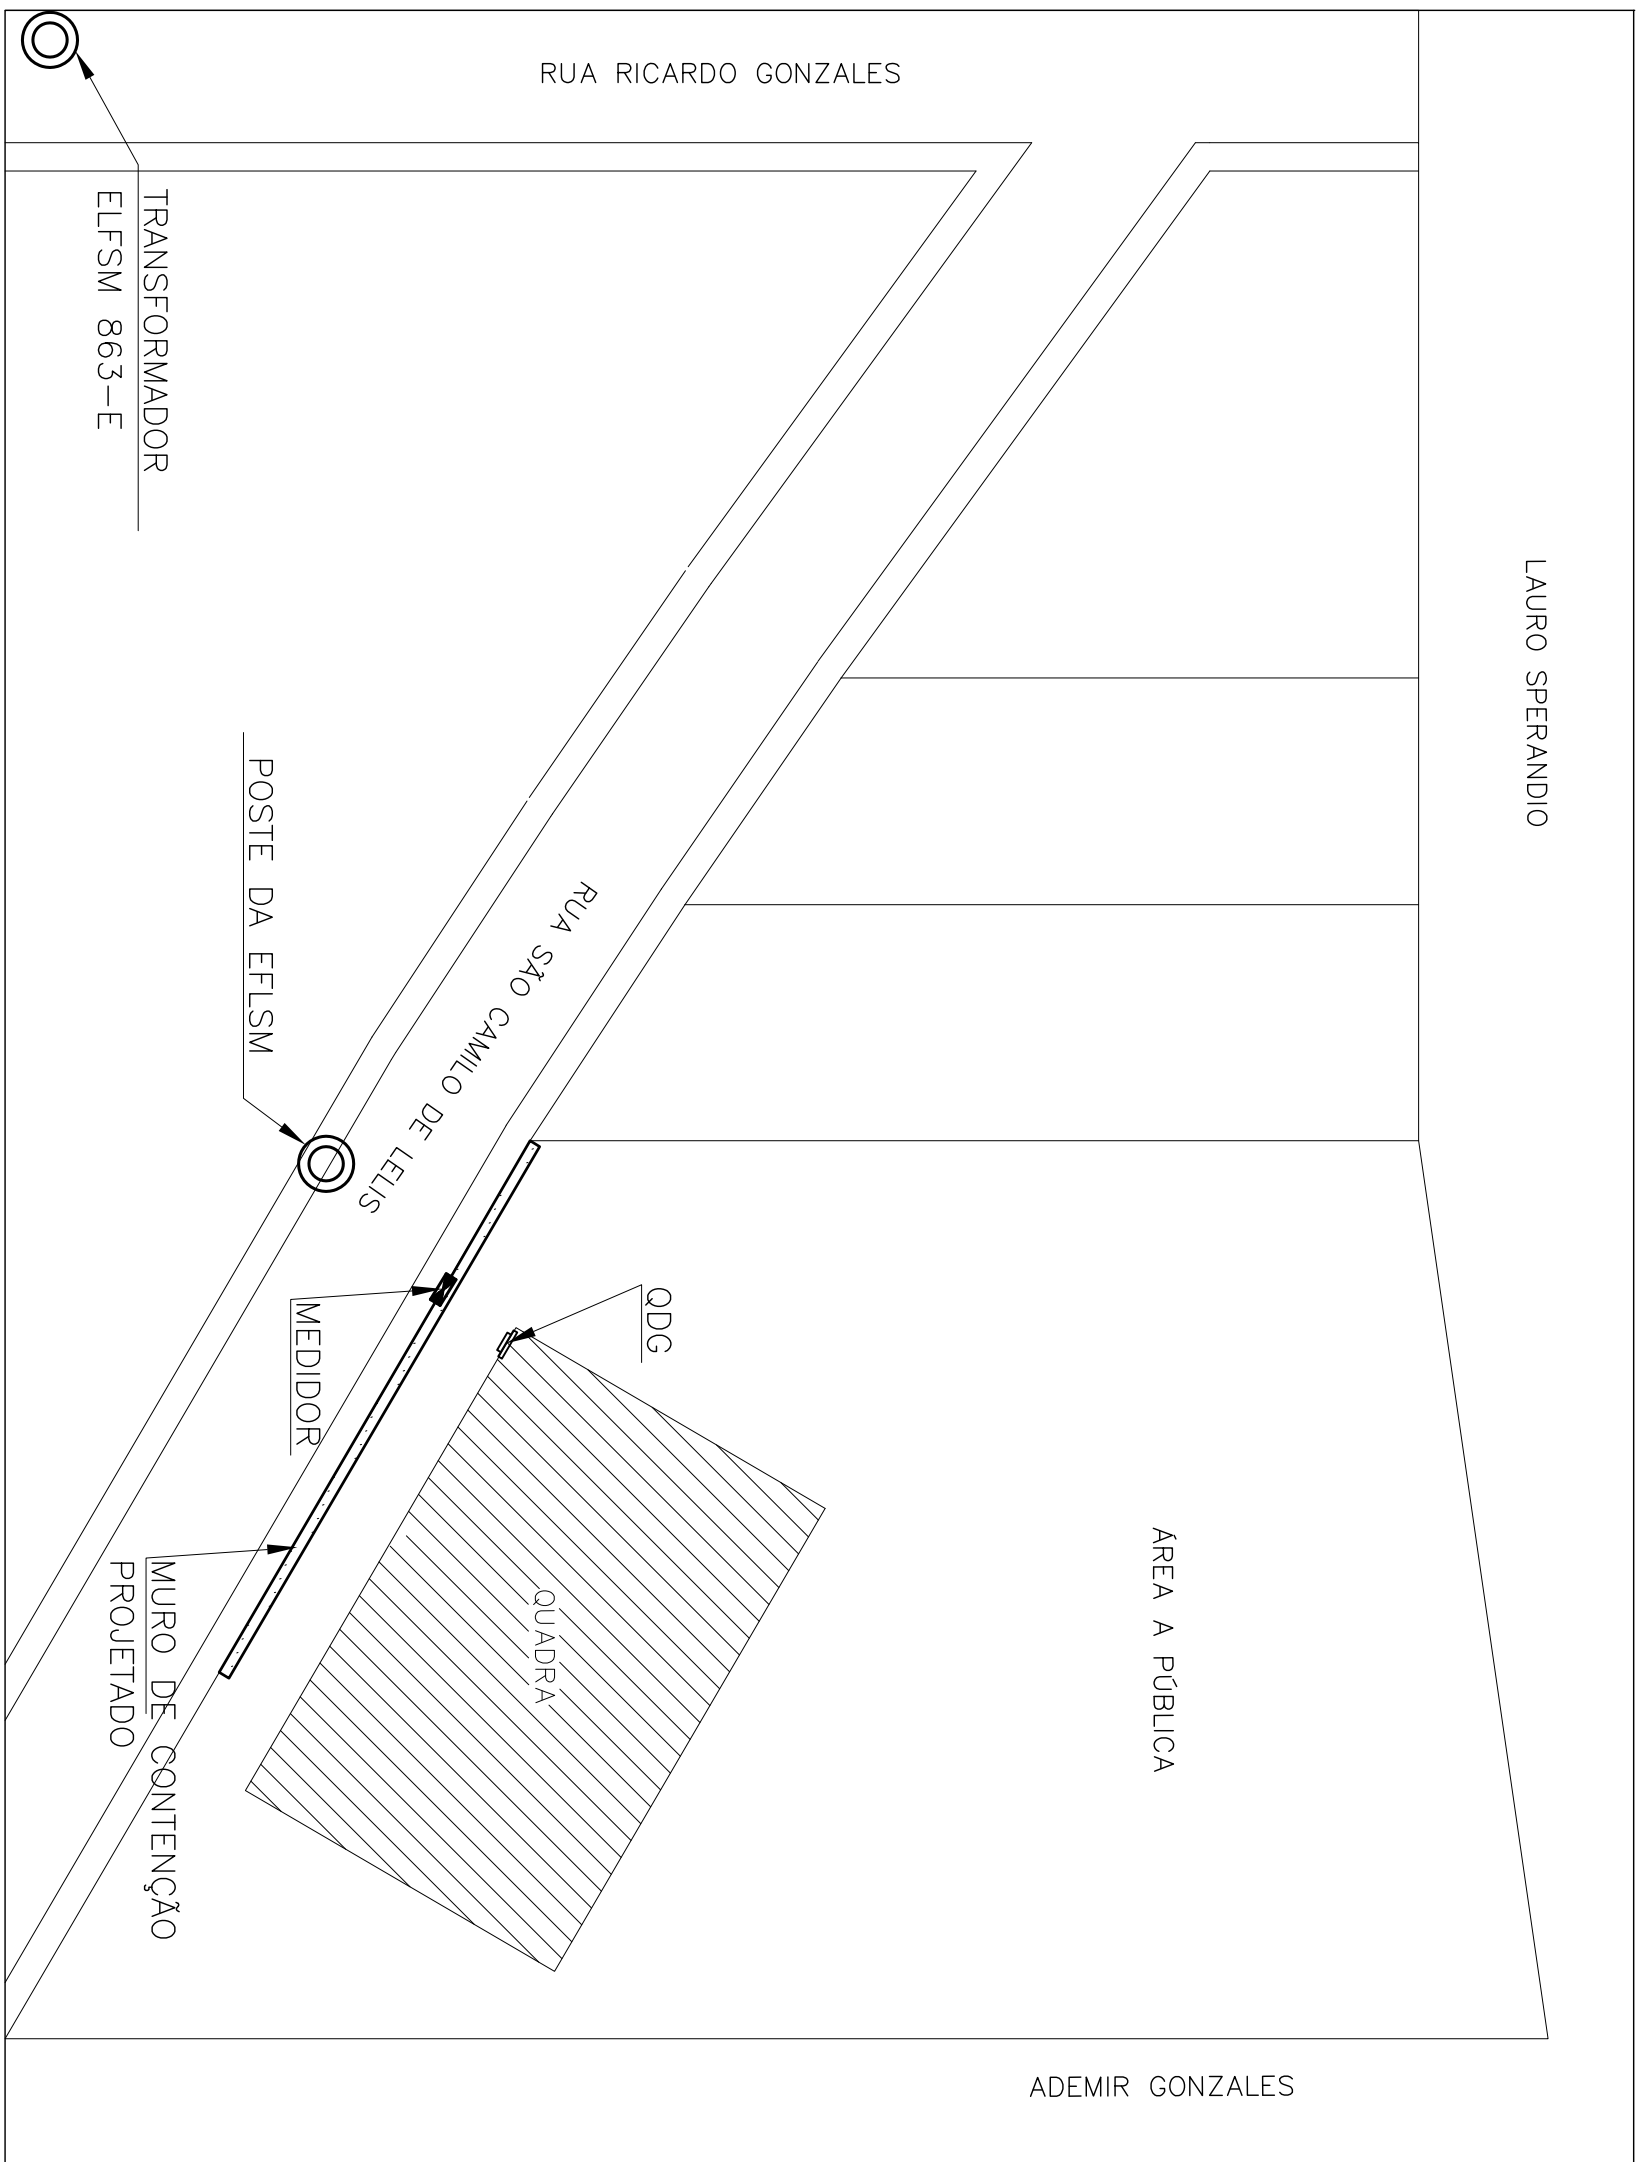 RUA RICARDO GONZALES
TRANSFORMADOR
ELFSM 863-E
LAURO SPERANDIO
POSTE DA EFLSM
RUA SÃO CAMILO DE LELIS
QDG
MEDIDOR
QUADRA
ÁREA A PÚBLICA
MURO DE CONTENÇÃO
PROJETADO
ADEMIR GONZALES